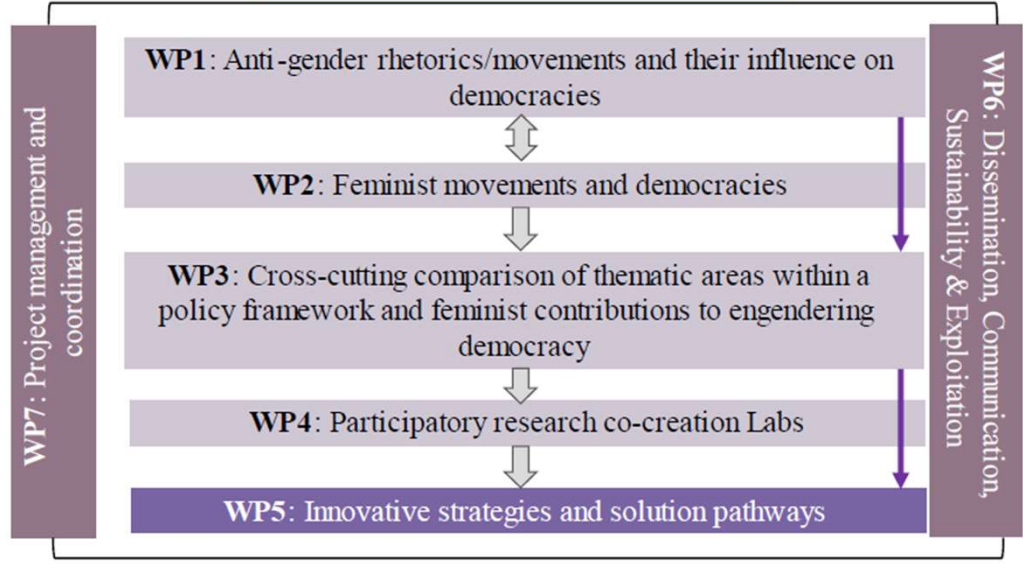 WP7: Project management and
coordination
WP1: Anti-gender rhetorics/movements and their influence on
democracies
WP2: Feminist movements and democracies
WP3: Cross-cutting comparison of thematic areas within a
policy framework and feminist contributions to engendering
democracy
WP4: Participatory research co-creation Labs
WP5: Innovative strategies and solution pathways
WP6: Dissemination, Communication,
Sustainability & Exploitation